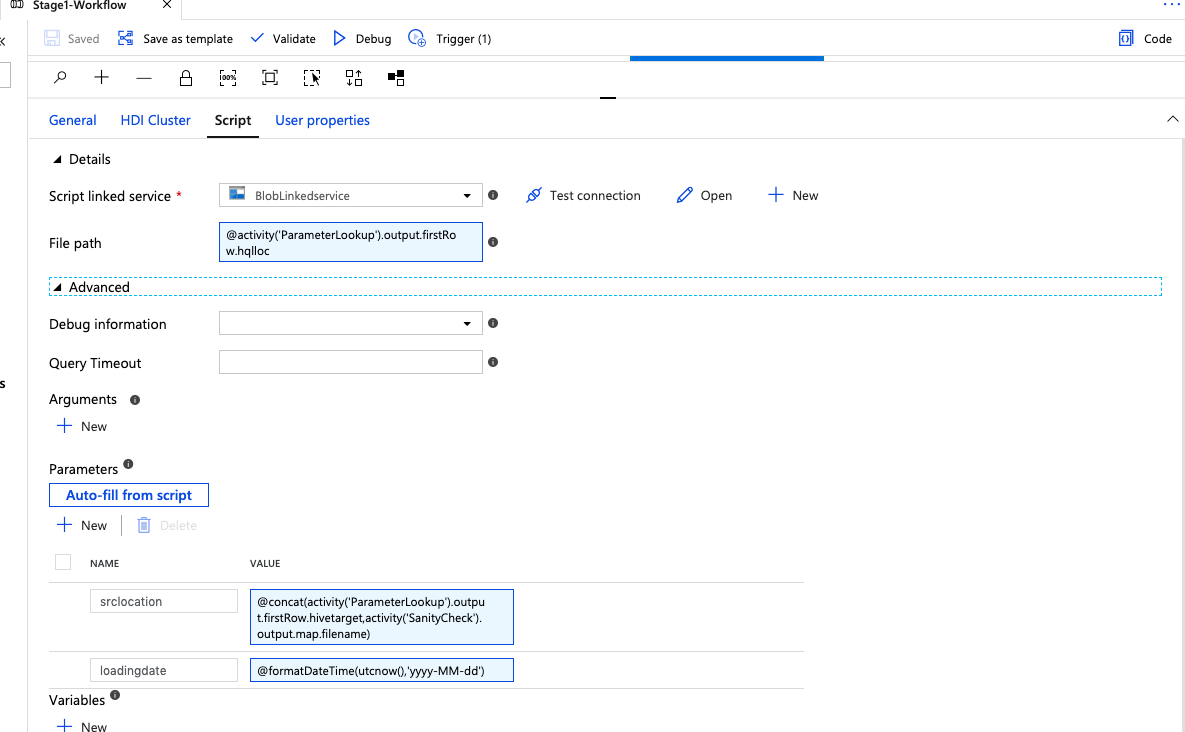 Stage1-Workflow
Saved
Save as template
Validate
Debug
Trigger (1)
Code
100%
General
HDI Cluster
Script
User properties
Details
Script linked service *
BlobLinkedservice
Test connection
Open
New
File path
@activity('ParameterLookup').output.firstRo
w.hqlloc
Advanced
Debug information
Query Timeout
s
Arguments
New
Parameters
Auto-fill from script
New
Delete
NAME
VALUE
srclocation
@concat(activity('ParameterLookup').outpu
t.firstRow.hivetarget,activity('SanityCheck').
output.map.filename)
loadingdate
@formatDateTime(utcnow(),'yyyy-MM-dd')
Variables
New